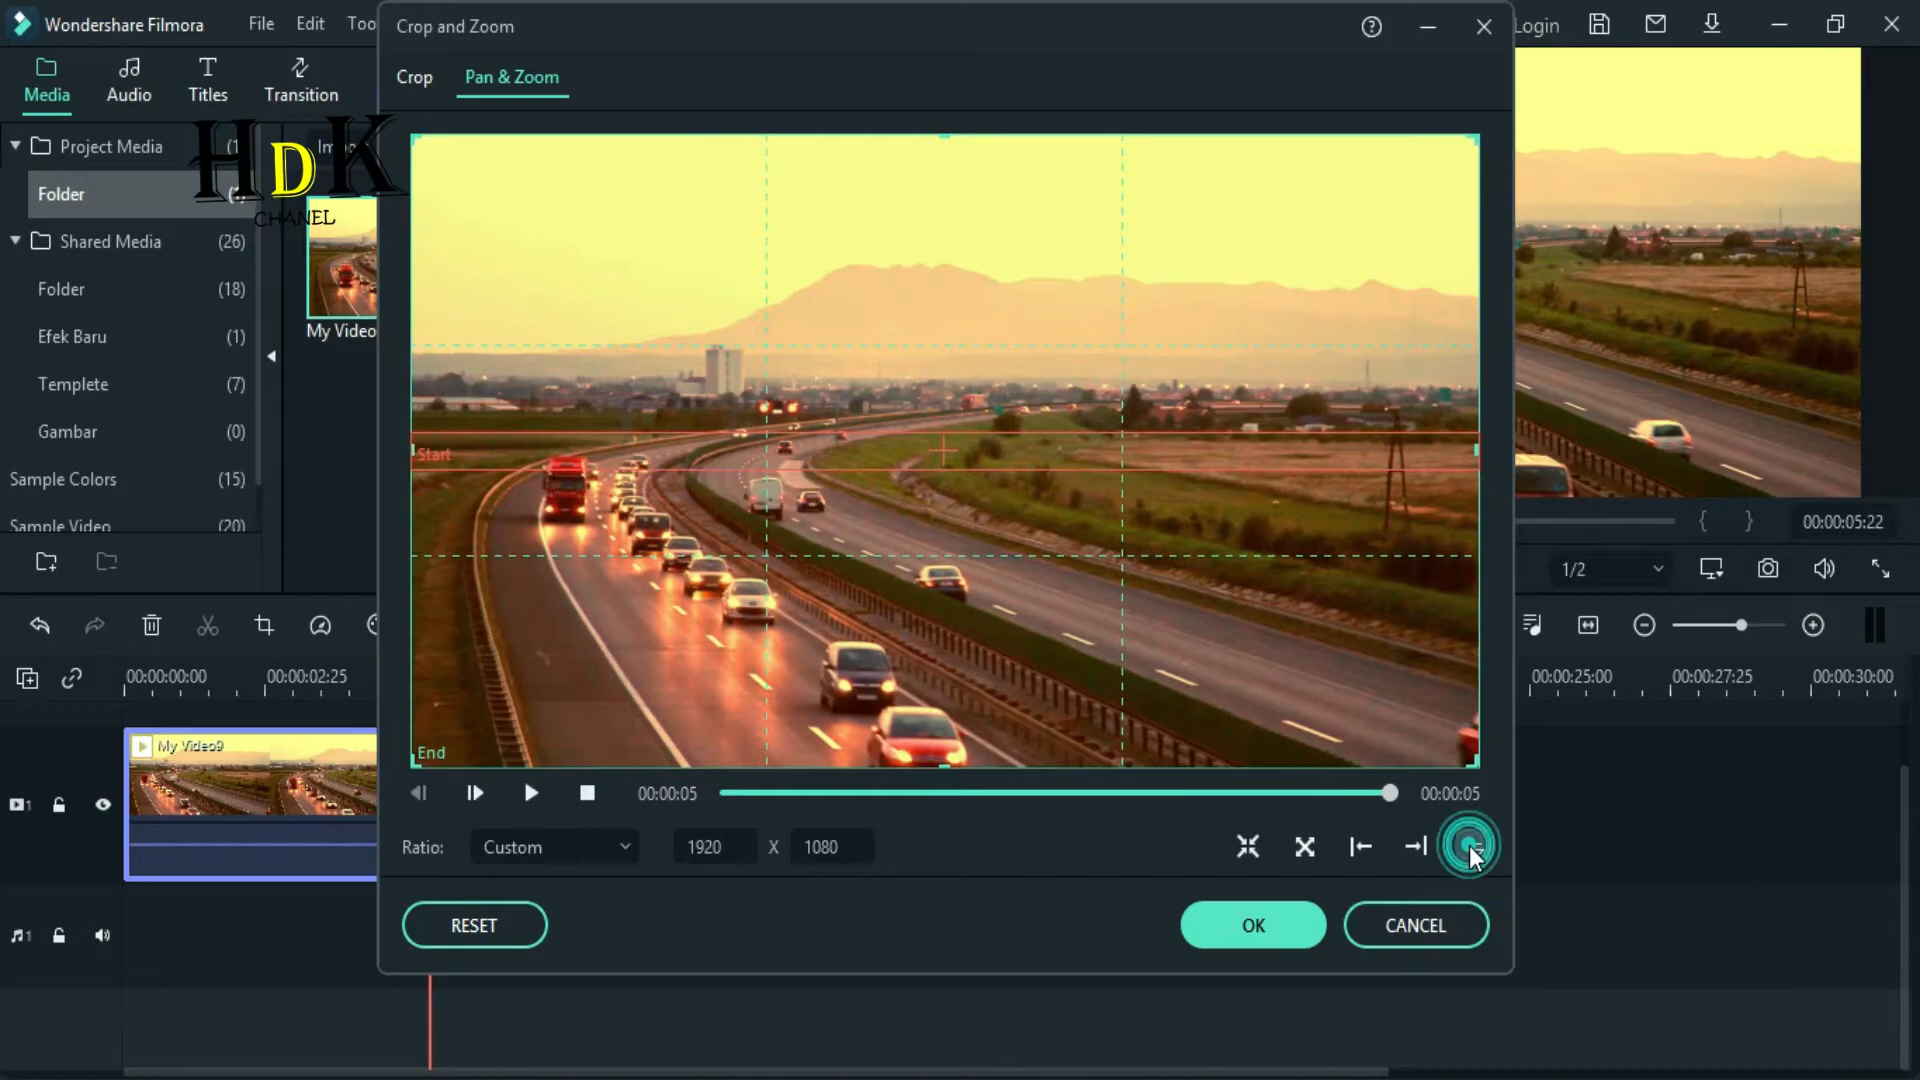 Wondershare Filmora File Edit Too
Crop and Zoom
Login
Crop Pan & Zoom
Media Audio Titles Transition
Project Media
Folder
Shared Media (26)
Folder (18)
Efek Baru (1)
Templete (7)
Gambar (0)
Sample Colors (15)
Sample Video (20)
HDK
CHANEL
My Video
Start
End
00:00:05 00:00:05
Ratio: Custom 1920 X 1080
RESET OK CANCEL
00:00:05:22
1/2
00:00:00:00 00:00:02:25 00:00:25:00 00:00:27:25 00:00:30:00
My Video9
1
1